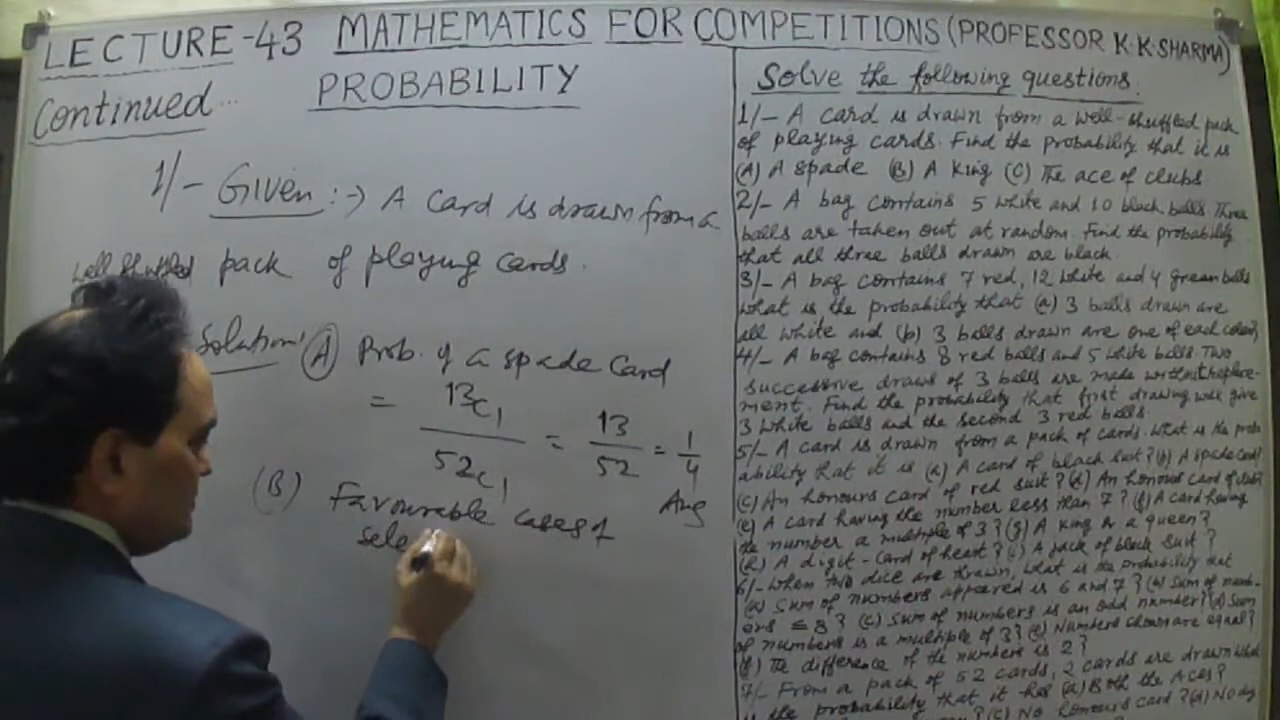 LECTURE-43 MATHEMATICS FOR COMPETITIONS (PROFESSOR K.K.SHARMA)
Continued... PROBABILITY
1/- Given :-) A Card is drawn from a
well shuffled pack of playing cards.
Solution: (A) Prob. of a spade Card
= 13C1 / 52C1 = 13/52 = 1/4
Ans
(B) Favourable cases of
sele
Solve the following questions.
1/- A card is drawn from a well-shuffled pack
of playing cards. Find the probability that it is
(A) A spade (B) A King (C) The ace of clubs
2/- A bag contains 5 white and 10 black balls. Three
balls are taken out at random. Find the probability
that all three balls drawn are black.
3/- A bag contains 7 red, 12 white and 4 green balls
what is the probability that (a) 3 balls drawn are
all white and (b) 3 balls drawn are one of each colour?
4/- A bag contains 8 red balls and 5 white balls. Two
successive draws of 3 balls are made without replace-
ment. Find the probability that first drawing will give
3 white balls and the second 3 red balls.
5/- A card is drawn from a pack of cards. What is the prob
ability that it is (a) A card of black suit? (b) A spade card?
(c) An honours card of red suit? (d) An honour card of club?
(e) A card having the number less than 7? (f) A card having
the number a multiple of 3? (g) A king or a queen?
(h) A digit-card of heart? (i) A jack of black suit?
6/- When two dice are thrown, what is the probability that
(a) Sum of numbers appeared is 6 and 7? (b) Sum of numb-
ers ≤ 8? (c) Sum of numbers is an odd number? (d) Sum
of numbers is a multiple of 3? (e) Numbers shown are equal?
(f) The difference of the numbers is 2?
7/- From a pack of 52 cards, 2 cards are drawn what
is the probability that it has (a) Both the Aces?
? (c) No honours card? (d) No